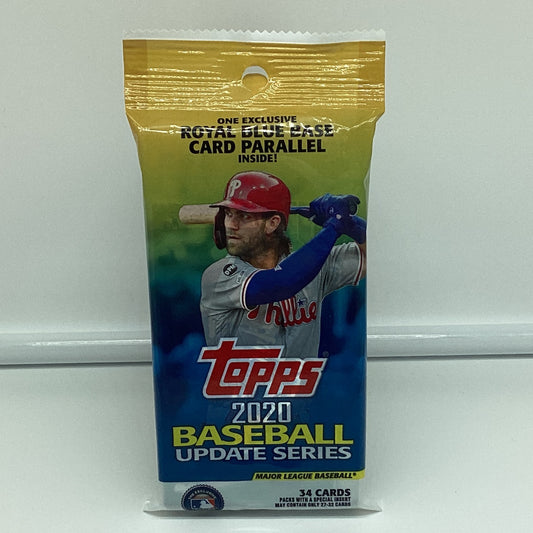 ONE EXCLUSIVE
ROYAL BLUE BASE
CARD PARALLEL
INSIDE!
P
Phillie
topps®
2020
BASEBALL
UPDATE SERIES
MAJOR LEAGUE BASEBALL®
34 CARDS
PACKS WITH A SPECIAL INSERT
MAY CONTAIN ONLY 27-32 CARDS